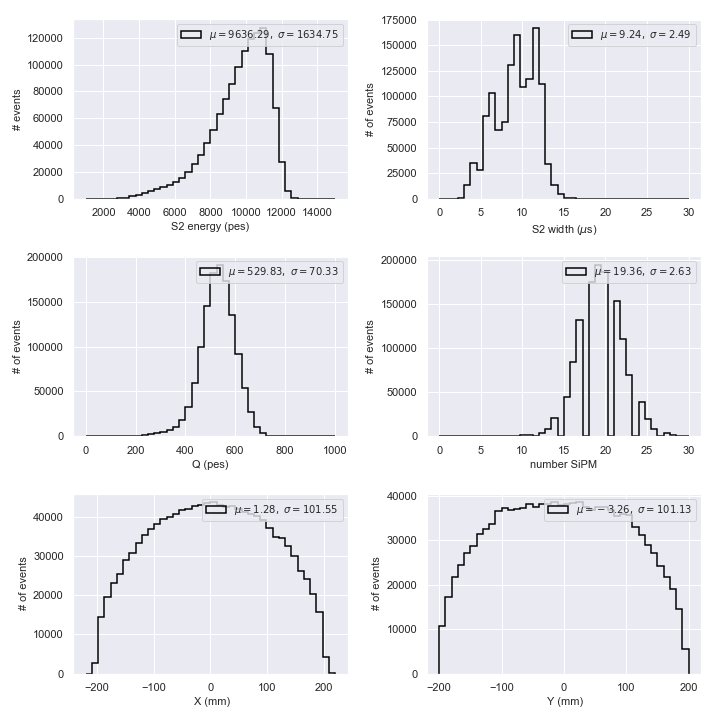 μ = 9636.29, σ = 1634.75
# events
120000
100000
80000
60000
40000
20000
0
2000 4000 6000 8000 10000 12000 14000
S2 energy (pes)
μ = 9.24, σ = 2.49
# of events
175000
150000
125000
100000
75000
50000
25000
0
0 5 10 15 20 25 30
S2 width (μs)
μ = 529.83, σ = 70.33
# of events
200000
150000
100000
50000
0
0 200 400 600 800 1000
Q (pes)
μ = 19.36, σ = 2.63
# of events
200000
150000
100000
50000
0
0 5 10 15 20 25 30
number SiPM
μ = 1.28, σ = 101.55
# of events
40000
30000
20000
10000
0
−200 −100 0 100 200
X (mm)
μ = −3.26, σ = 101.13
# of events
40000
30000
20000
10000
0
−200 −100 0 100 200
Y (mm)